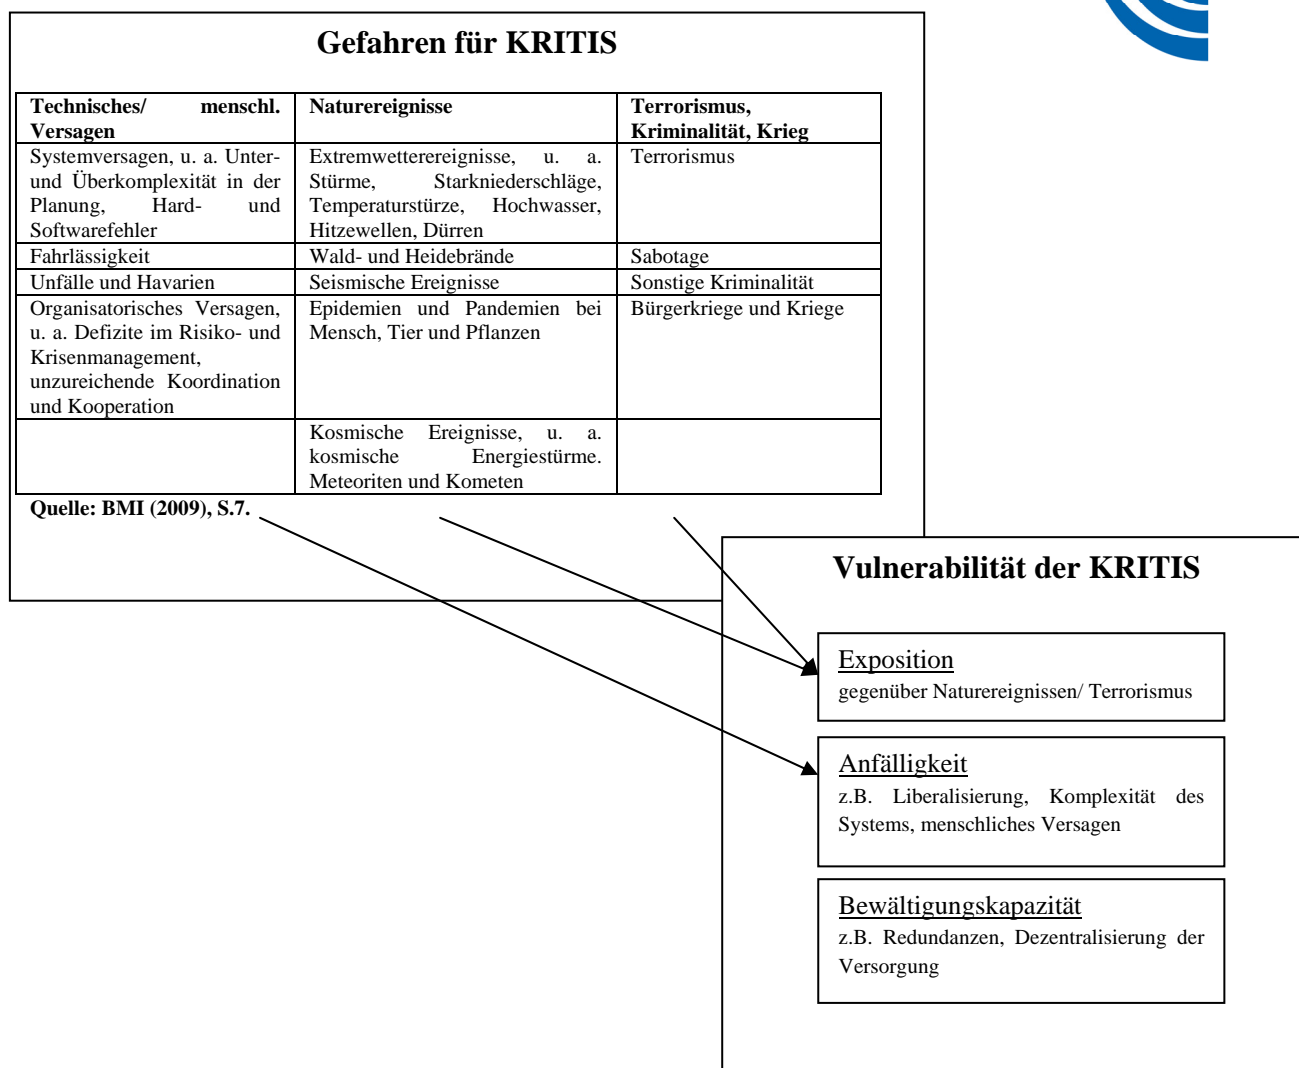 Gefahren für KRITIS
Technisches/ menschl.
Versagen
Naturereignisse
Terrorismus,
Kriminalität, Krieg
Systemversagen, u. a. Unter-
und Überkomplexität in der
Planung, Hard- und
Softwarefehler
Extremwetterereignisse, u. a.
Stürme, Starkniederschläge,
Temperaturstürze, Hochwasser,
Hitzewellen, Dürren
Terrorismus
Fahrlässigkeit
Wald- und Heidebrände
Sabotage
Unfälle und Havarien
Seismische Ereignisse
Sonstige Kriminalität
Organisatorisches Versagen,
u. a. Defizite im Risiko- und
Krisenmanagement,
unzureichende Koordination
und Kooperation
Epidemien und Pandemien bei
Mensch, Tier und Pflanzen
Bürgerkriege und Kriege
Kosmische Ereignisse, u. a.
kosmische Energiestürme.
Meteoriten und Kometen
Quelle: BMI (2009), S.7.
Vulnerabilität der KRITIS
Exposition
gegenüber Naturereignissen/ Terrorismus
Anfälligkeit
z.B. Liberalisierung, Komplexität des
Systems, menschliches Versagen
Bewältigungskapazität
z.B. Redundanzen, Dezentralisierung der
Versorgung